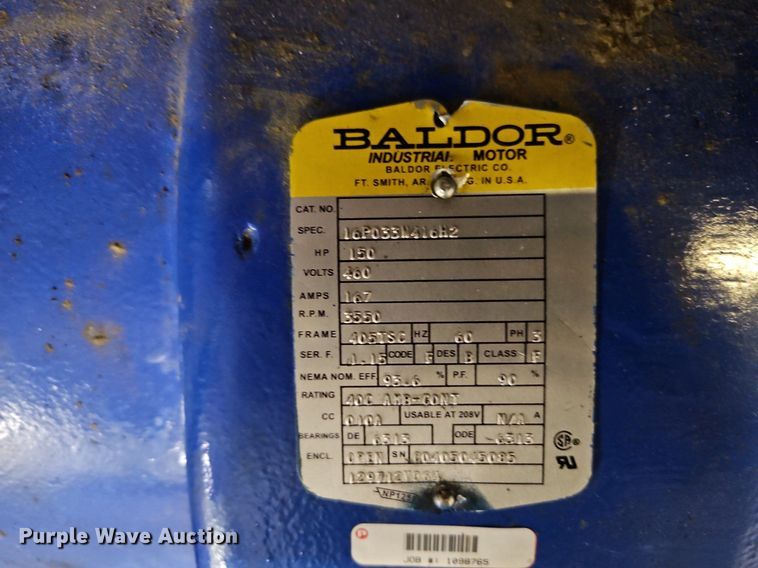 BALDOR®
INDUSTRIAL MOTOR
BALDOR ELECTRIC CO.
FT. SMITH, AR. G. IN U.S.A.
CAT. NO.
SPEC. 16P033W416H2
HP 150
VOLTS 460
AMPS 167
R.P.M. 3550
FRAME 405TSC HZ 60 PH 3
SER. F. 1.15 CODE F DES B CLASS F
NEMA NOM. EFF. 93.6 % P.F. 90 %
RATING 40C AMB-CONT
CC 010A USABLE AT 208V N/A A
BEARINGS DE 6313 ODE 6313
ENCL. OPEN SN
NP125
JOB #: 1098765
Purple Wave Auction